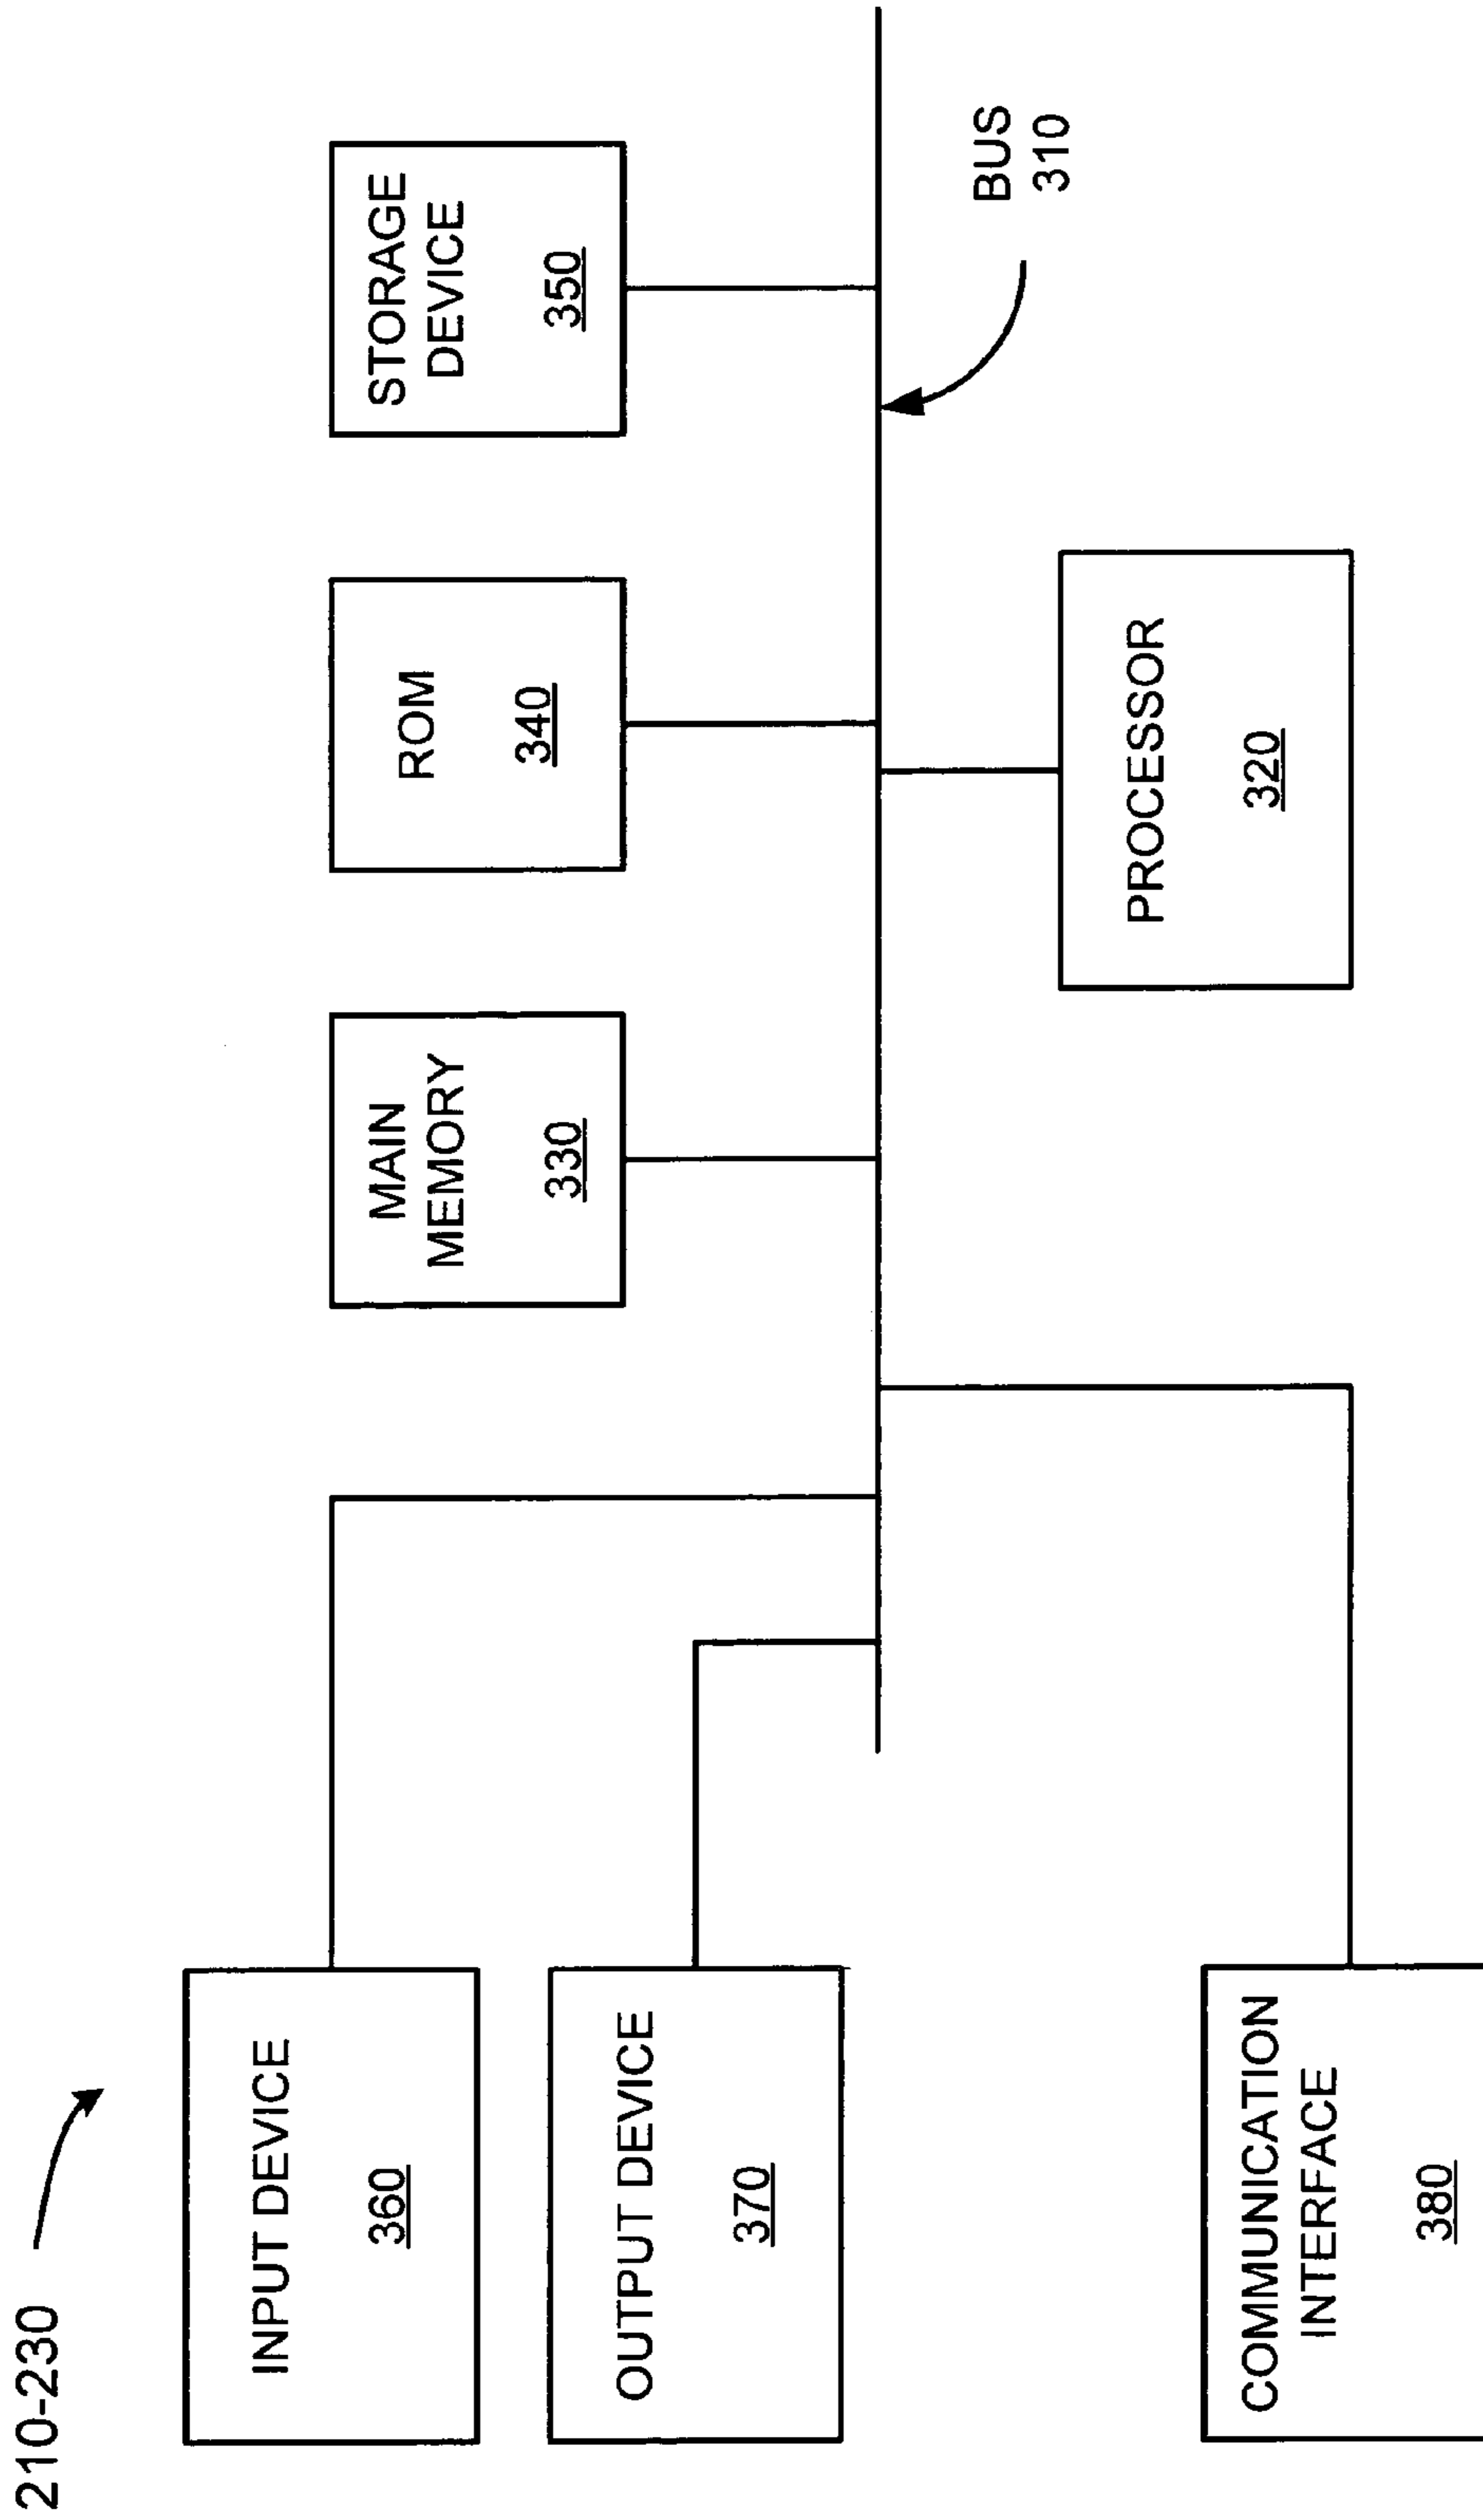 210-230
INPUT DEVICE
360
OUTPUT DEVICE
370
COMMUNICATION
INTERFACE
380
MAIN
MEMORY
330
ROM
340
STORAGE
DEVICE
350
PROCESSOR
320
BUS
310